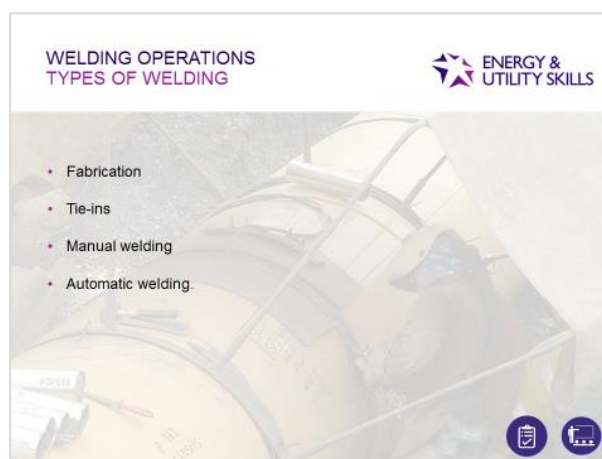 WELDING OPERATIONS
TYPES OF WELDING
ENERGY &
UTILITY SKILLS
• Fabrication
• Tie-ins
• Manual welding
• Automatic welding.